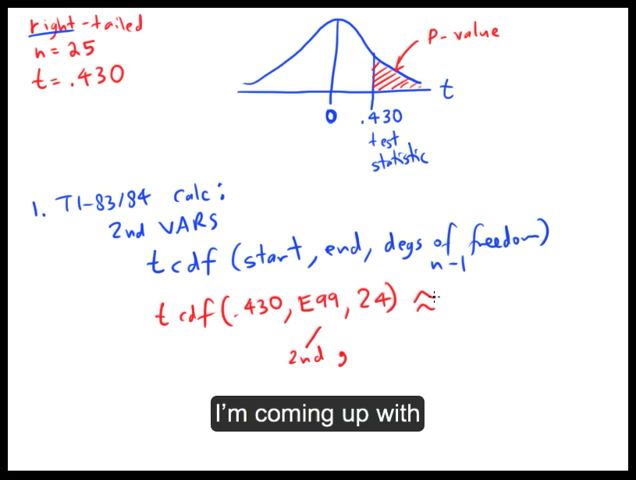 right-tailed
n = 25
t = .430
P-value
t
0
.430
test
statistic
1. TI-83/84 calc:
2nd VARS
tcdf (start, end, degs of freedom)
n-1
tcdf(.430, E99, 24) ≈
2nd ,
I'm coming up with